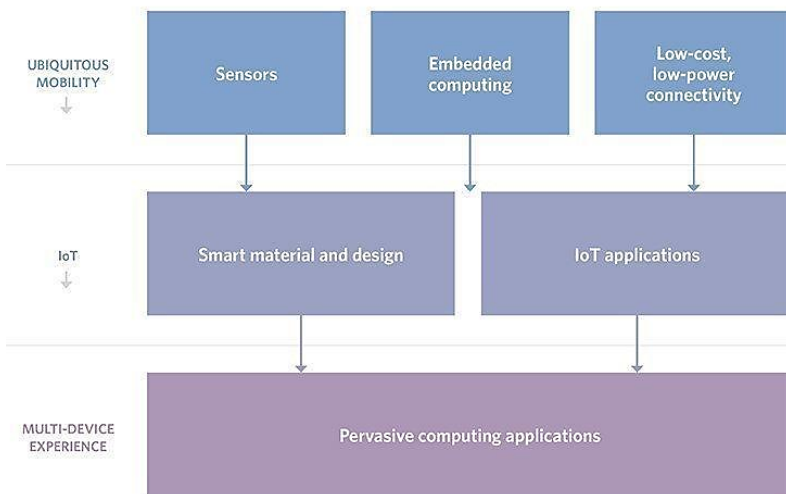 UBIQUITOUS
MOBILITY
Sensors
Embedded
computing
Low-cost,
low-power
connectivity
IoT
Smart material and design
IoT applications
MULTI-DEVICE
EXPERIENCE
Pervasive computing applications